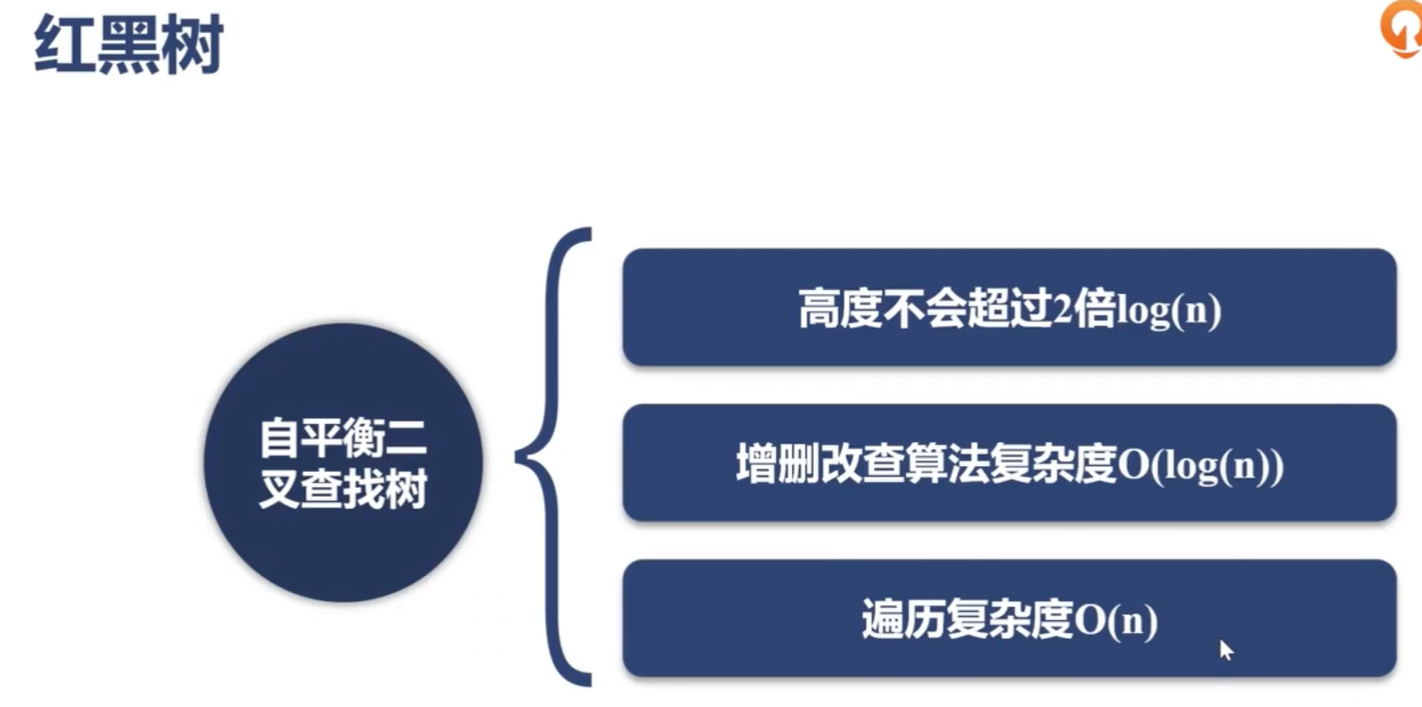 红黑树
自平衡二
叉查找树
高度不会超过2倍log(n)
增删改查算法复杂度O(log(n))
遍历复杂度O(n)